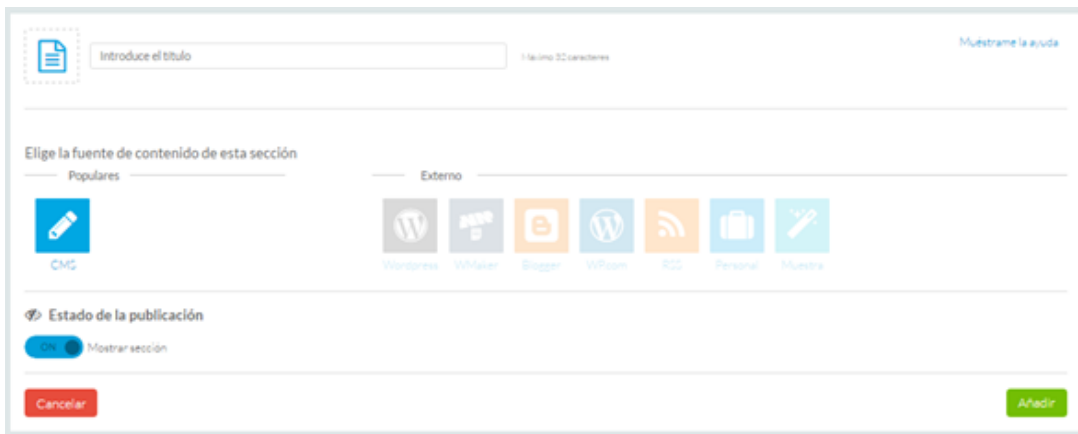 Introduce el título
Máximo 32 caracteres
Muéstrame la ayuda
Elige la fuente de contenido de esta sección
Populares
Externo
CMS
Wordpress WMaker Blogger WPcom RSS Personal Muestra
Estado de la publicación
ON Mostrar sección
Cancelar
Añadir